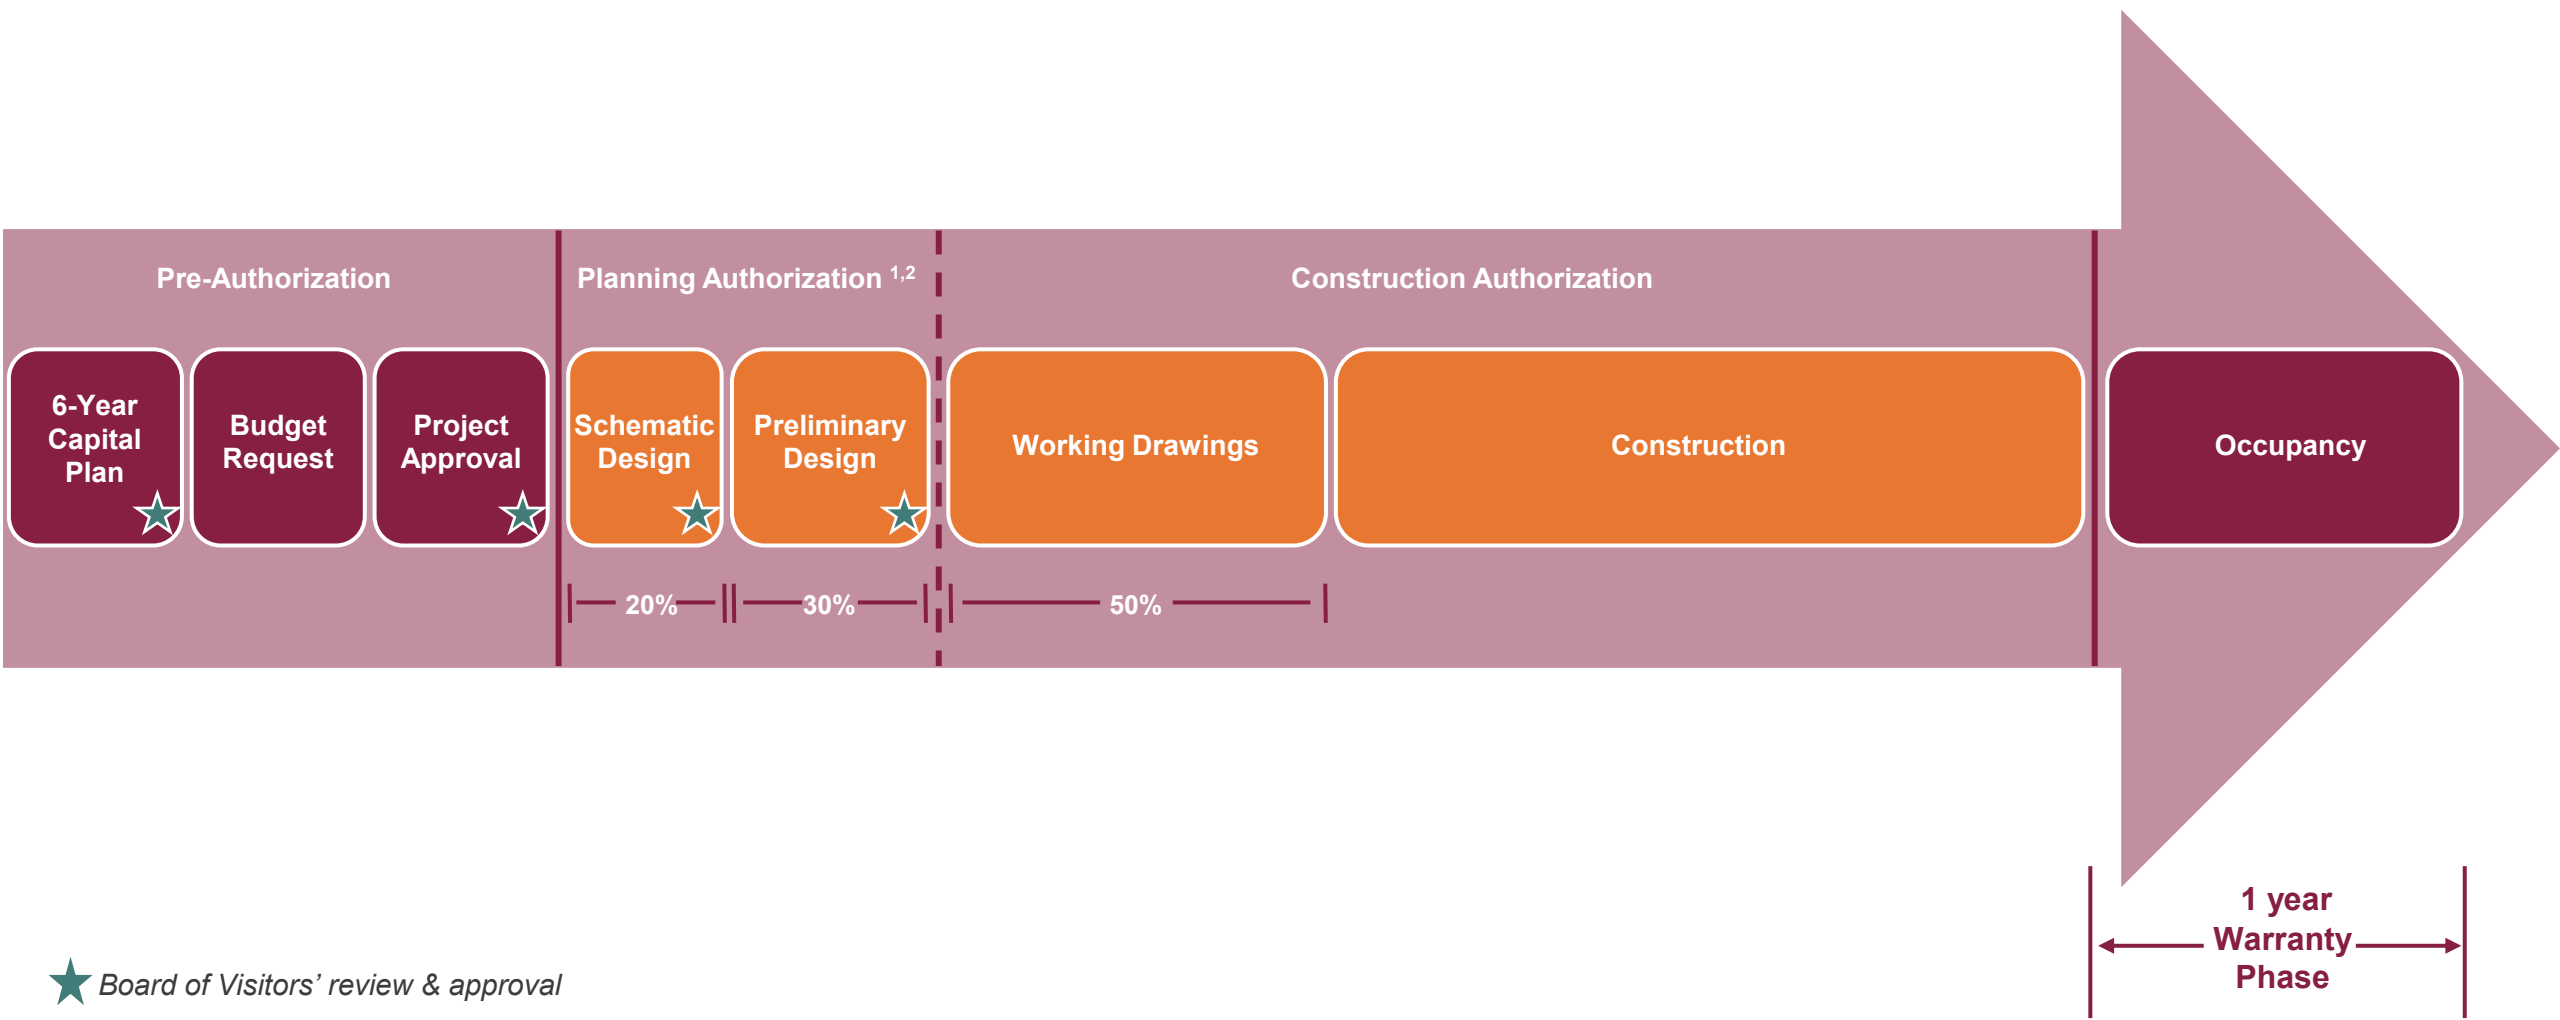 Pre-Authorization
Planning Authorization 1,2
Construction Authorization
6-Year
Capital
Plan
Budget
Request
Project
Approval
Schematic
Design
Preliminary
Design
Working Drawings
Construction
Occupancy
20%
30%
50%
1 year
Warranty
Phase
Board of Visitors’ review & approval